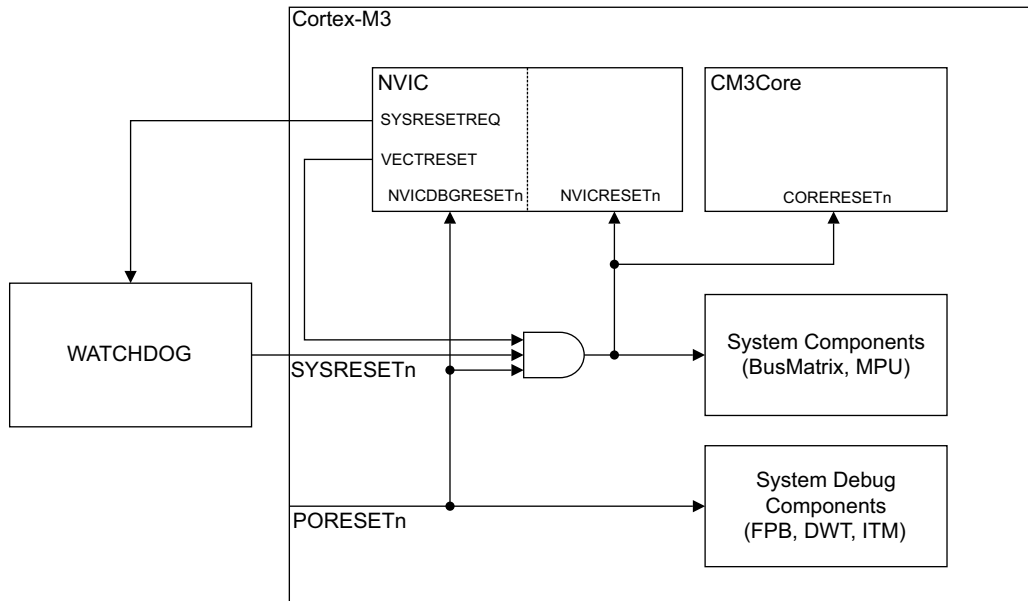 Cortex-M3
NVIC
SYSRESETREQ
VECTRESET
NVICDBGRESETn
NVICRESETn
CM3Core
CORERESETn
WATCHDOG
SYSRESETn
System Components
(BusMatrix, MPU)
PORESETn
System Debug
Components
(FPB, DWT, ITM)